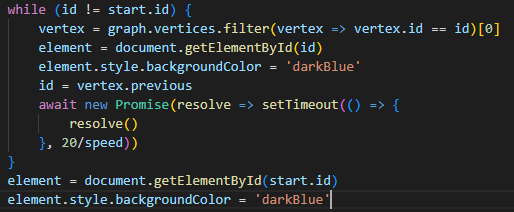 while (id != start.id) {
    vertex = graph.vertices.filter(vertex => vertex.id == id)[0]
    element = document.getElementById(id)
    element.style.backgroundColor = 'darkBlue'
    id = vertex.previous
    await new Promise(resolve => setTimeout(() => {
        resolve()
    }, 20/speed))
}
element = document.getElementById(start.id)
element.style.backgroundColor = 'darkBlue'